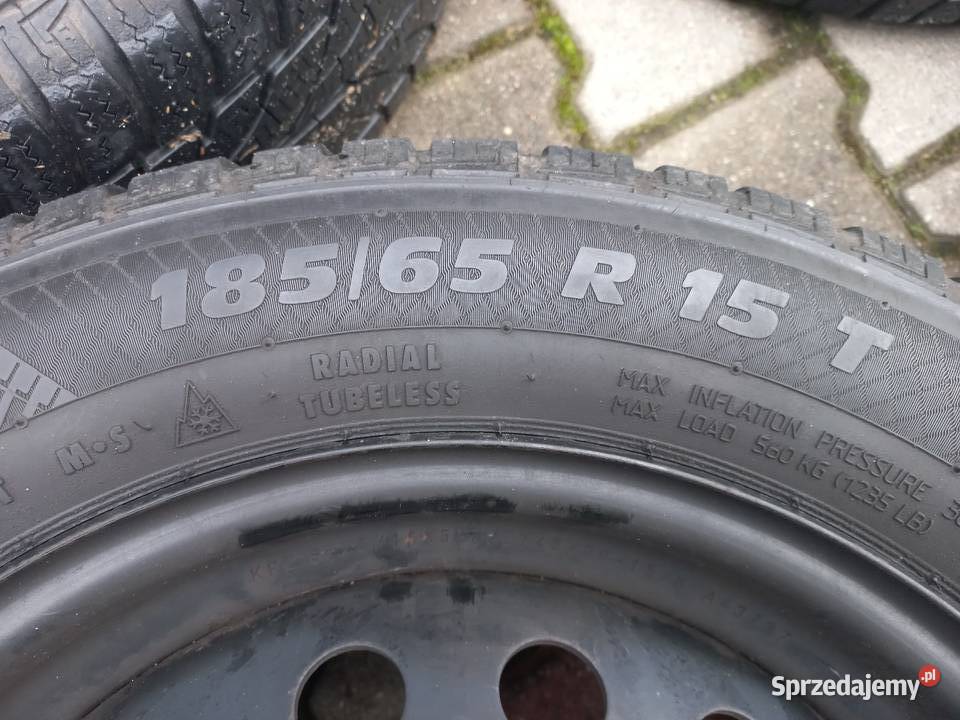 185/65 R 15 T
RADIAL
TUBELESS
M•S
MAX INFLATION PRESSURE
MAX LOAD 560 KG (1235 LB)
Sprzedajemy.pl